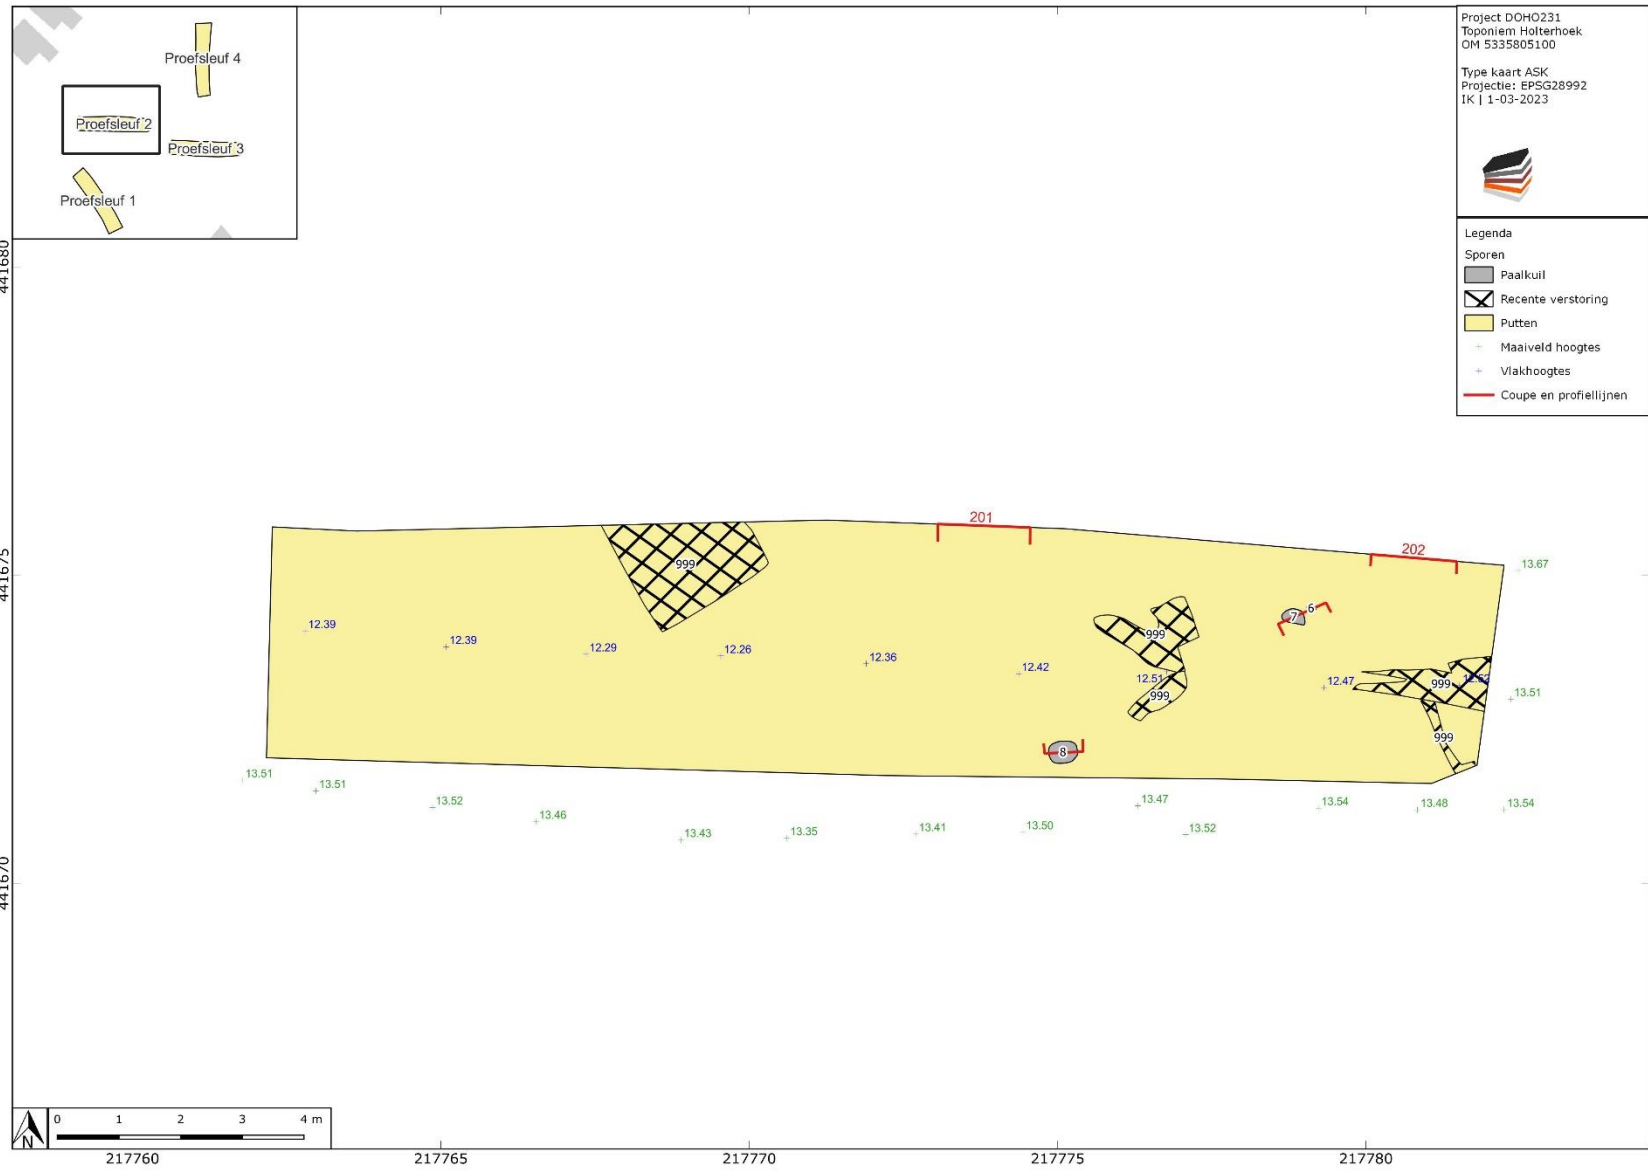 Proefsleuf 4
Proefsleuf 2
Proefsleuf 3
Proefsleuf 1
Project DOHO231
Toponiem Holterhoek
OM 5335805100
Type kaart ASK
Projectie: EPSG28992
IK | 1-03-2023
Legenda
Sporen
Paalkuil
Recente verstoring
Putten
Maaiveld hoogtes
Vlakhoogtes
Coupe en profiellijnen
441680
441675
441670
201
202
13.67
999
7
6
12.39
12.39
12.29
12.26
12.36
12.42
999
12.51
999
12.47
999
13.51
999
8
13.51
13.51
13.52
13.46
13.43
13.35
13.41
13.50
13.47
13.52
13.54
13.48
13.54
0 1 2 3 4 m
N
217760 217765 217770 217775 217780